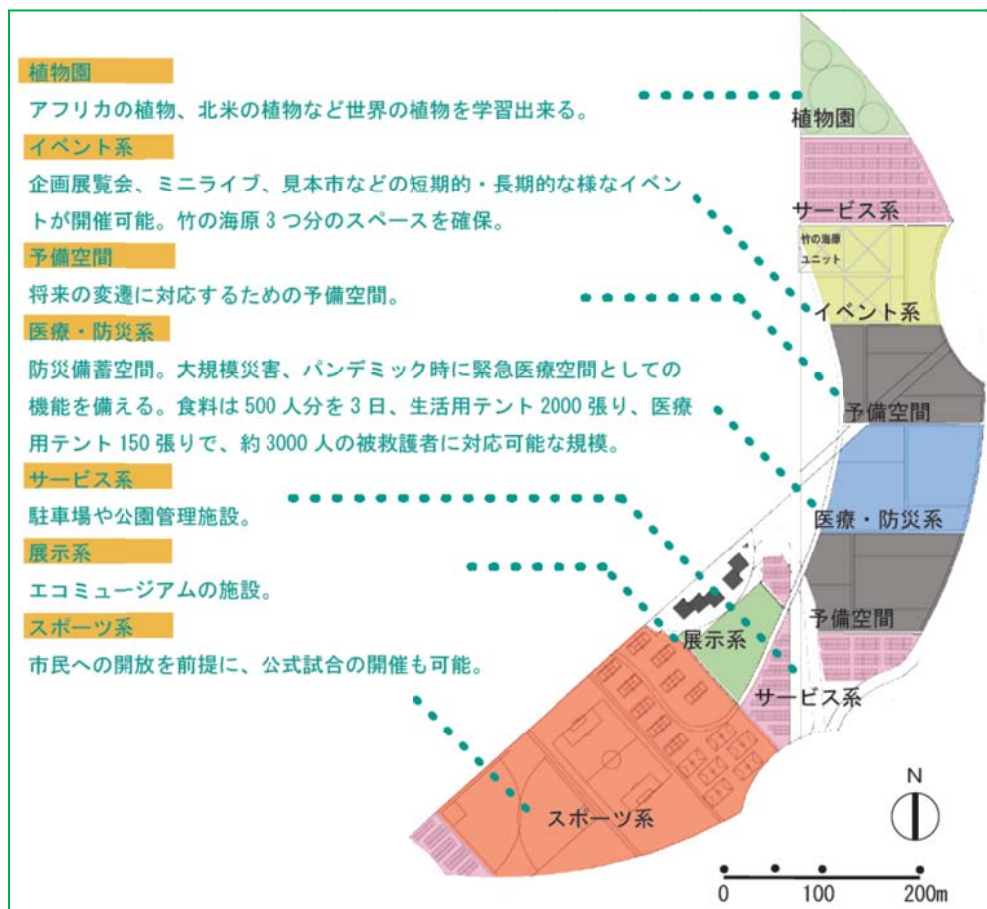 植物園
アフリカの植物、北米の植物など世界の植物を学習出来る。
イベント系
企画展覧会、ミニライブ、見本市などの短期的・長期的な様なイベン
トが開催可能。竹の海原3つ分のスペースを確保。
予備空間
将来の変遷に対応するための予備空間。
医療・防災系
防災備蓄空間。大規模災害、パンデミック時に緊急医療空間としての
機能を備える。食料は500人分を3日、生活用テント2000張り、医療
用テント150張りで、約3000人の被救護者に対応可能な規模。
サービス系
駐車場や公園管理施設。
展示系
エコミュージアムの施設。
スポーツ系
市民への開放を前提に、公式試合の開催も可能。
植物園
サービス系
竹の海原
ユニット
イベント系
予備空間
医療・防災系
予備空間
展示系
サービス系
スポーツ系
N
0 100 200m